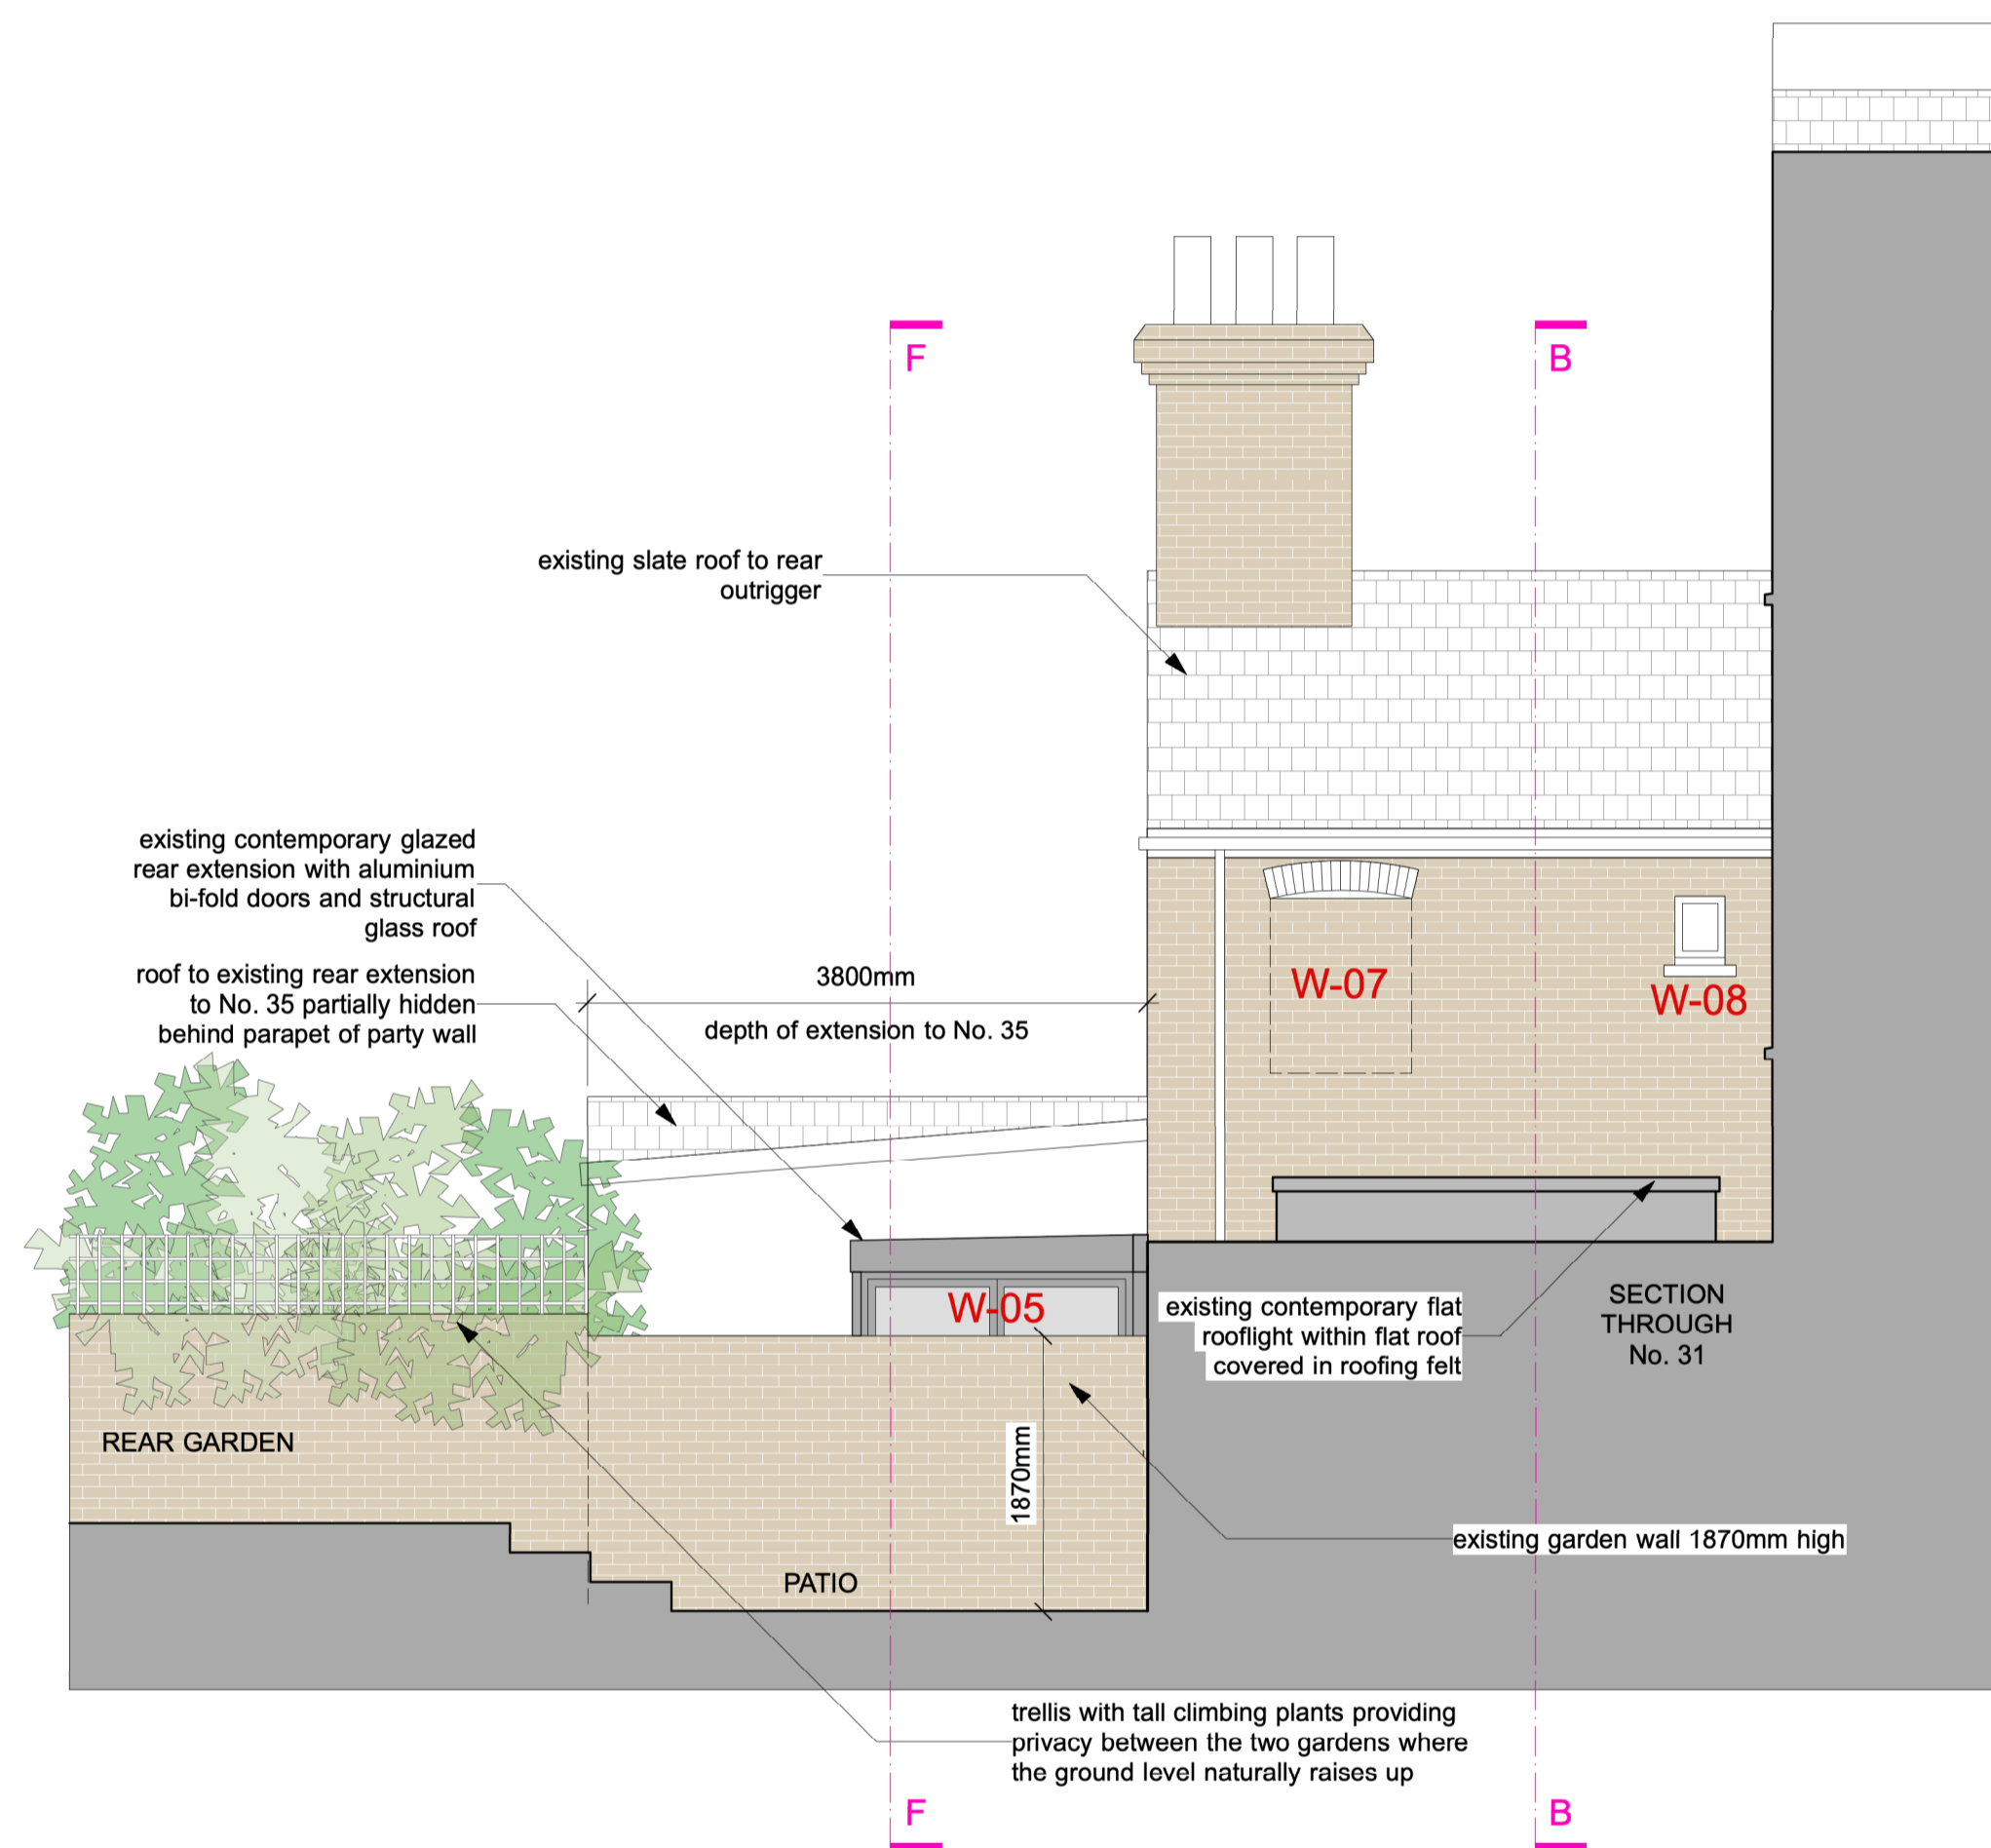 F
B
existing slate roof to rear
outrigger
existing contemporary glazed
rear extension with aluminium
bi-fold doors and structural
glass roof
roof to existing rear extension
to No. 35 partially hidden
behind parapet of party wall
3800mm
depth of extension to No. 35
W-07
W-08
W-05
existing contemporary flat
rooflight within flat roof
covered in roofing felt
SECTION
THROUGH
No. 31
REAR GARDEN
1870mm
existing garden wall 1870mm high
PATIO
trellis with tall climbing plants providing
privacy between the two gardens where
the ground level naturally raises up
F
B